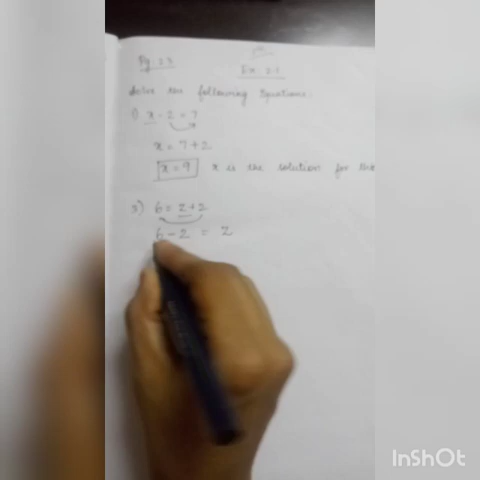 Pg: 23
Ex: 2.1
Solve the following Equations.
1) x - 2 = 7
x = 7 + 2
x = 9 x is the solution for the
3) 6 = z + 2
6 - 2 = z
InShOt